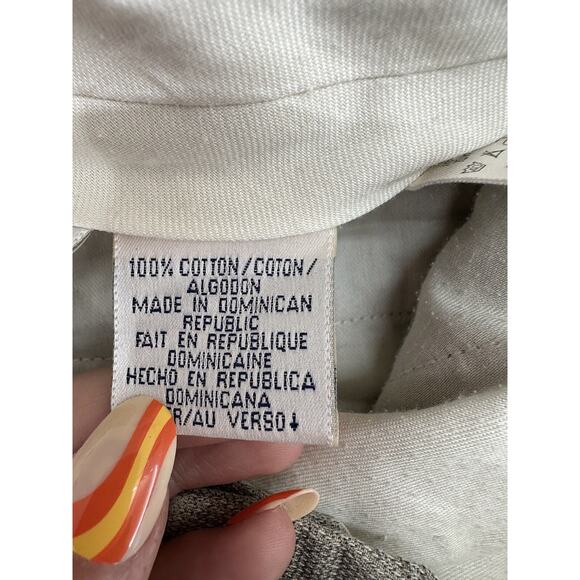 100% COTTON/COTON/
ALGODON
MADE IN DOMINICAN
REPUBLIC
FAIT EN REPUBLIQUE
DOMINICAINE
HECHO EN REPUBLICA
DOMINICANA
/AU VERSO↓